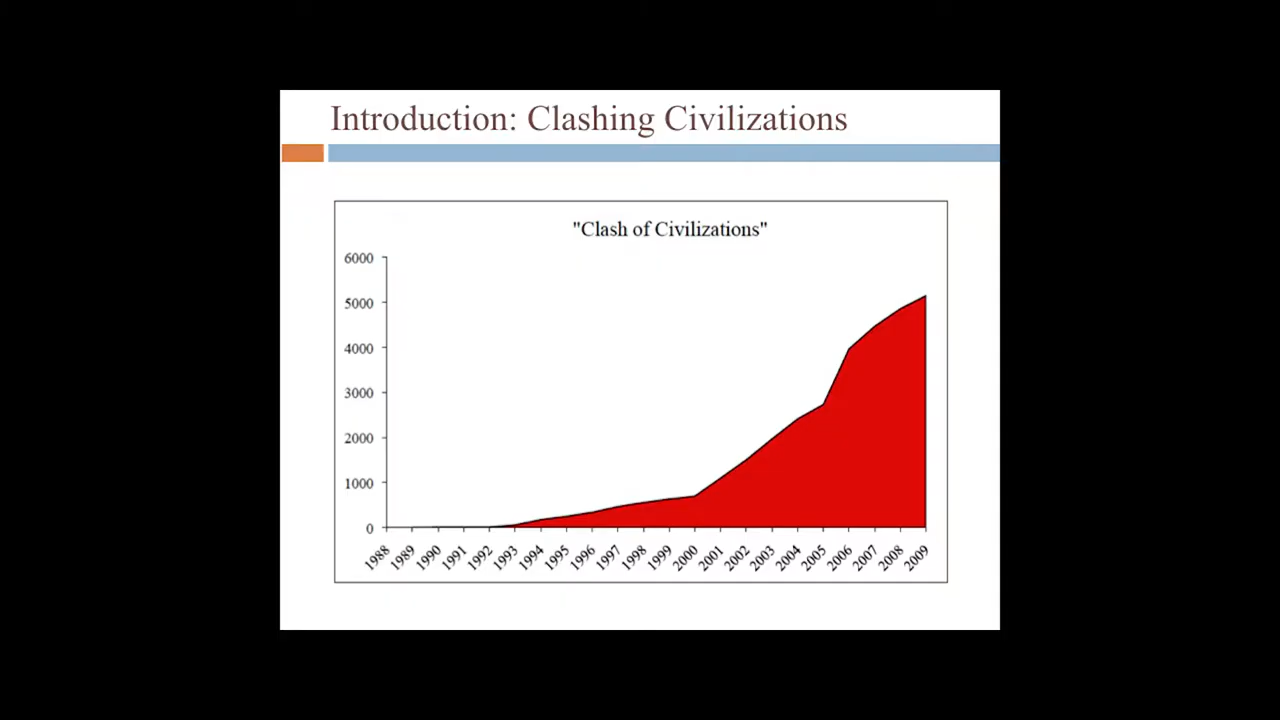 Introduction: Clashing Civilizations
"Clash of Civilizations"
6000
5000
4000
3000
2000
1000
0
1988 1989 1990 1991 1992 1993 1994 1995 1996 1997 1998 1999 2000 2001 2002 2003 2004 2005 2006 2007 2008 2009